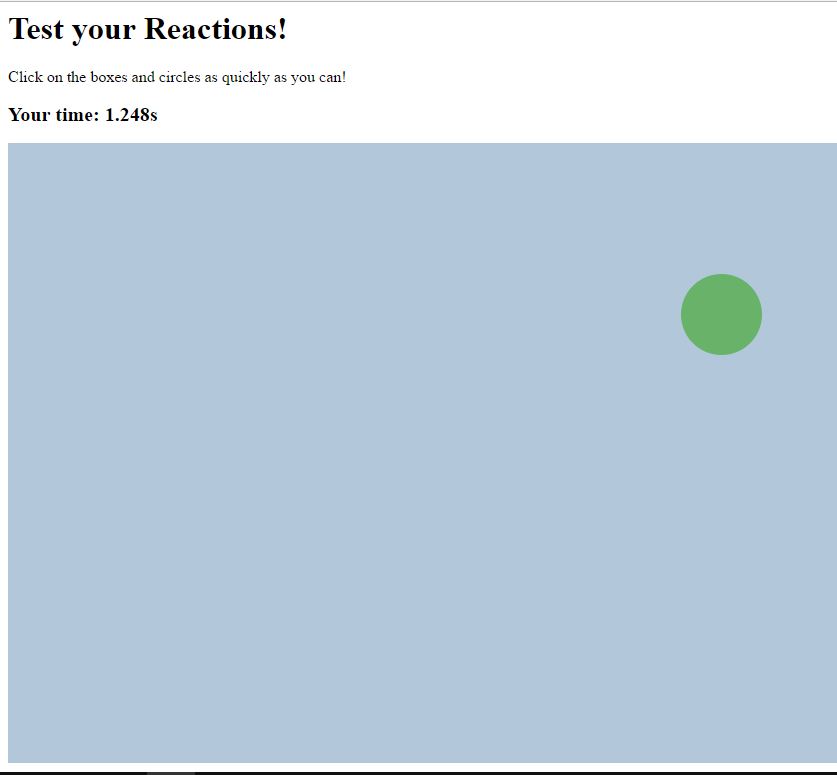 Test your Reactions!
Click on the boxes and circles as quickly as you can!
Your time: 1.248s